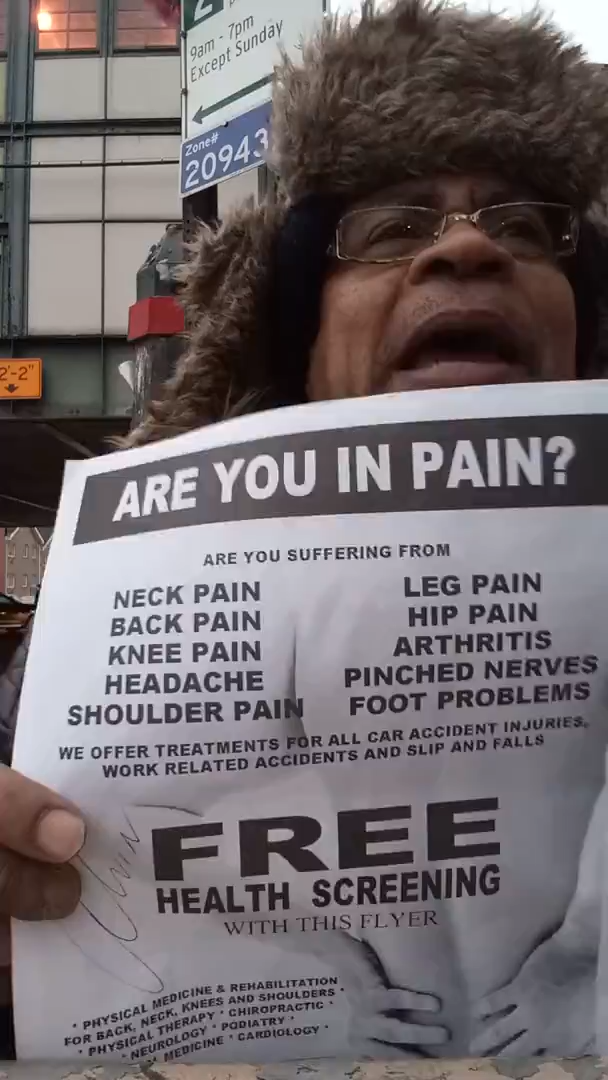 2
9am - 7pm
Except Sunday
Zone#
20943
2'-2"
ARE YOU IN PAIN?
ARE YOU SUFFERING FROM
NECK PAIN
BACK PAIN
KNEE PAIN
HEADACHE
SHOULDER PAIN
LEG PAIN
HIP PAIN
ARTHRITIS
PINCHED NERVES
FOOT PROBLEMS
WE OFFER TREATMENTS FOR ALL CAR ACCIDENT INJURIES,
WORK RELATED ACCIDENTS AND SLIP AND FALLS
FREE
HEALTH SCREENING
WITH THIS FLYER
• PHYSICAL MEDICINE & REHABILITATION
FOR BACK, NECK, KNEES AND SHOULDERS •
• PHYSICAL THERAPY • CHIROPRACTIC •
• NEUROLOGY • PODIATRY •
MEDICINE • CARDIOLOGY •